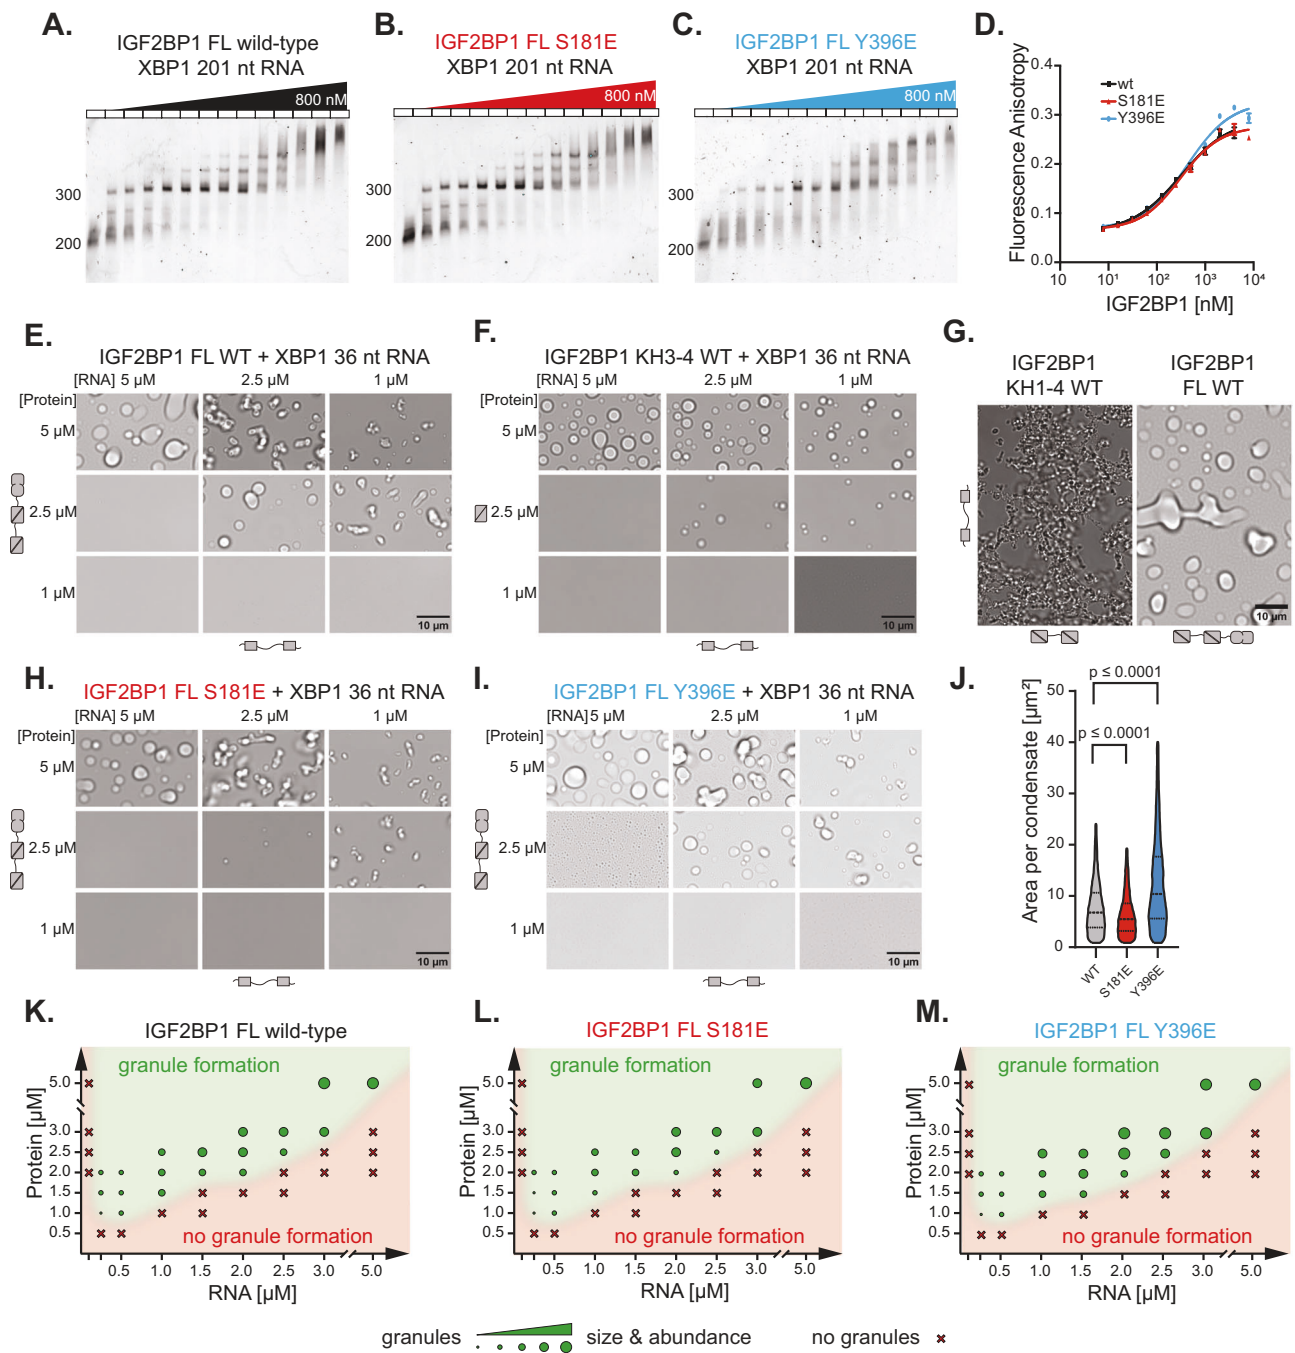 A.
IGF2BP1 FL wild-type
XBP1 201 nt RNA
800 nM
300
200
B.
IGF2BP1 FL S181E
XBP1 201 nt RNA
800 nM
300
200
C.
IGF2BP1 FL Y396E
XBP1 201 nt RNA
800 nM
300
200
D.
Fluorescence Anisotropy
0.4
0.3
0.2
0.1
0.0
wt
S181E
Y396E
10 10¹ 10² 10³ 10⁴
IGF2BP1 [nM]
E.
IGF2BP1 FL WT + XBP1 36 nt RNA
[RNA] 5 µM 2.5 µM 1 µM
[Protein]
5 µM
2.5 µM
1 µM
10 µm
F.
IGF2BP1 KH3-4 WT + XBP1 36 nt RNA
[RNA] 5 µM 2.5 µM 1 µM
[Protein]
5 µM
2.5 µM
1 µM
10 µm
G.
IGF2BP1
KH1-4 WT
IGF2BP1
FL WT
10 µm
H.
IGF2BP1 FL S181E + XBP1 36 nt RNA
[RNA] 5 µM 2.5 µM 1 µM
[Protein]
5 µM
2.5 µM
1 µM
10 µm
I.
IGF2BP1 FL Y396E + XBP1 36 nt RNA
[RNA] 5 µM 2.5 µM 1 µM
[Protein]
5 µM
2.5 µM
1 µM
10 µm
J.
Area per condensate [µm²]
50
40
30
20
10
0
p ≤ 0.0001
p ≤ 0.0001
WT S181E Y396E
K.
IGF2BP1 FL wild-type
granule formation
Protein [µM]
5.0
3.0
2.5
2.0
1.5
1.0
0.5
no granule formation
0.5 1.0 1.5 2.0 2.5 3.0 5.0
RNA [µM]
L.
IGF2BP1 FL S181E
granule formation
Protein [µM]
5.0
3.0
2.5
2.0
1.5
1.0
0.5
no granule formation
0.5 1.0 1.5 2.0 2.5 3.0 5.0
RNA [µM]
M.
IGF2BP1 FL Y396E
granule formation
Protein [µM]
5.0
3.0
2.5
2.0
1.5
1.0
0.5
no granule formation
0.5 1.0 1.5 2.0 2.5 3.0 5.0
RNA [µM]
granules size & abundance no granules